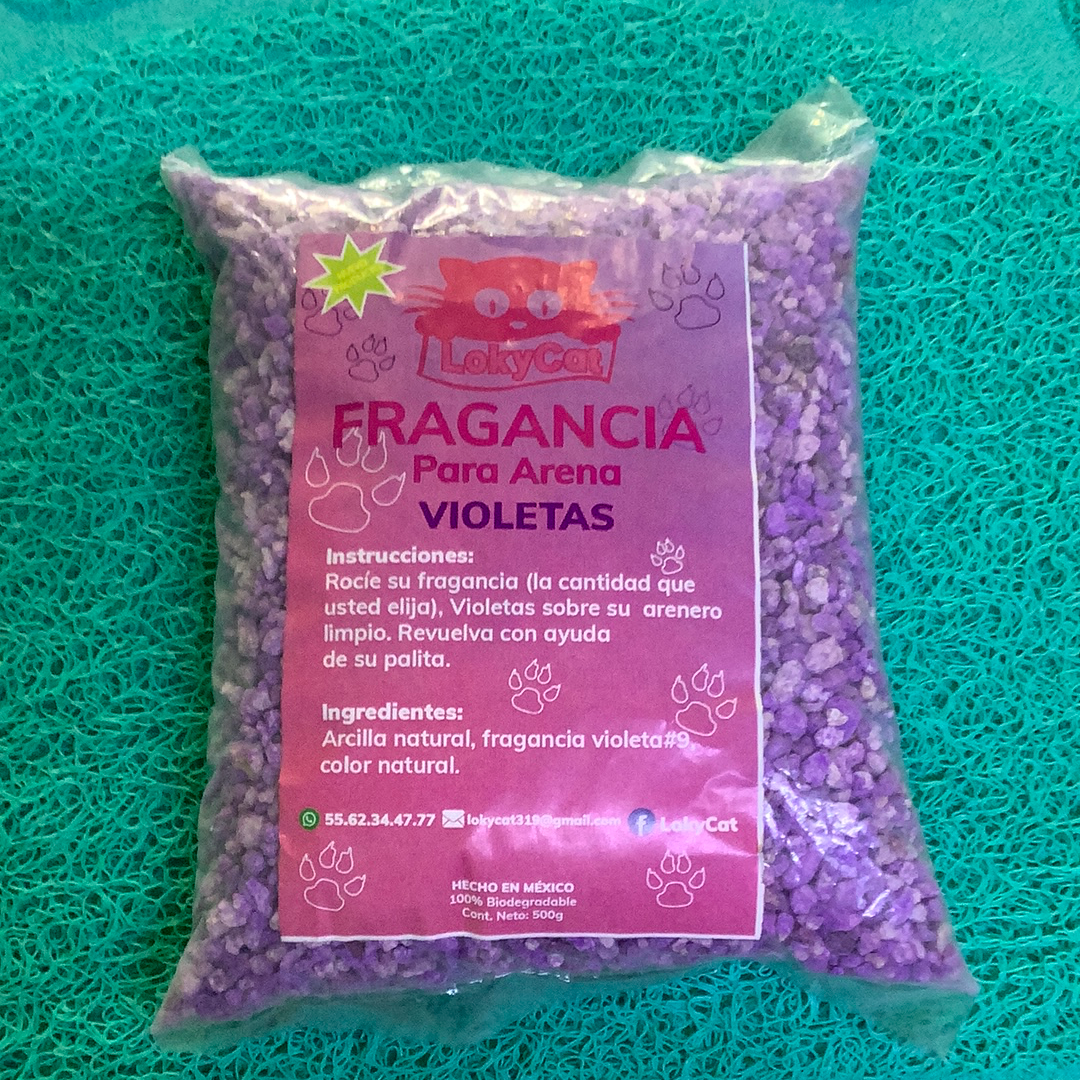 LokyCat
FRAGANCIA
Para Arena
VIOLETAS
Instrucciones:
Rocíe su fragancia (la cantidad que
usted elija), Violetas sobre su arenero
limpio. Revuelva con ayuda
de su palita.
Ingredientes:
Arcilla natural, fragancia violeta#9,
color natural.
55.62.34.47.77 lokycat319@gmail.com LokyCat
HECHO EN MÉXICO
100% Biodegradable
Cont. Neto: 500g